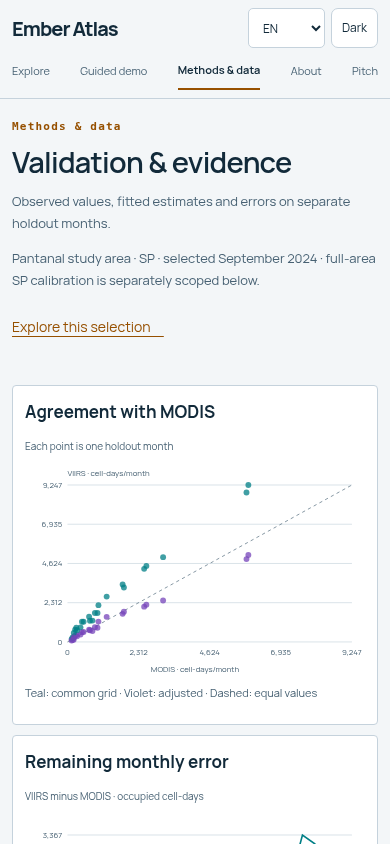 Ember Atlas
EN
Dark
Explore
Guided demo
Methods & data
About
Pitch
Methods & data
Validation & evidence
Observed values, fitted estimates and errors on separate
holdout months.
Pantanal study area · SP · selected September 2024 · full-area
SP calibration is separately scoped below.
Explore this selection
Agreement with MODIS
Each point is one holdout month
VIIRS · cell-days/month
9,247
6,935
4,624
2,312
0
0
2,312
4,624
6,935
9,247
MODIS · cell-days/month
Teal: common grid · Violet: adjusted · Dashed: equal values
Remaining monthly error
VIIRS minus MODIS · occupied cell-days
3,367